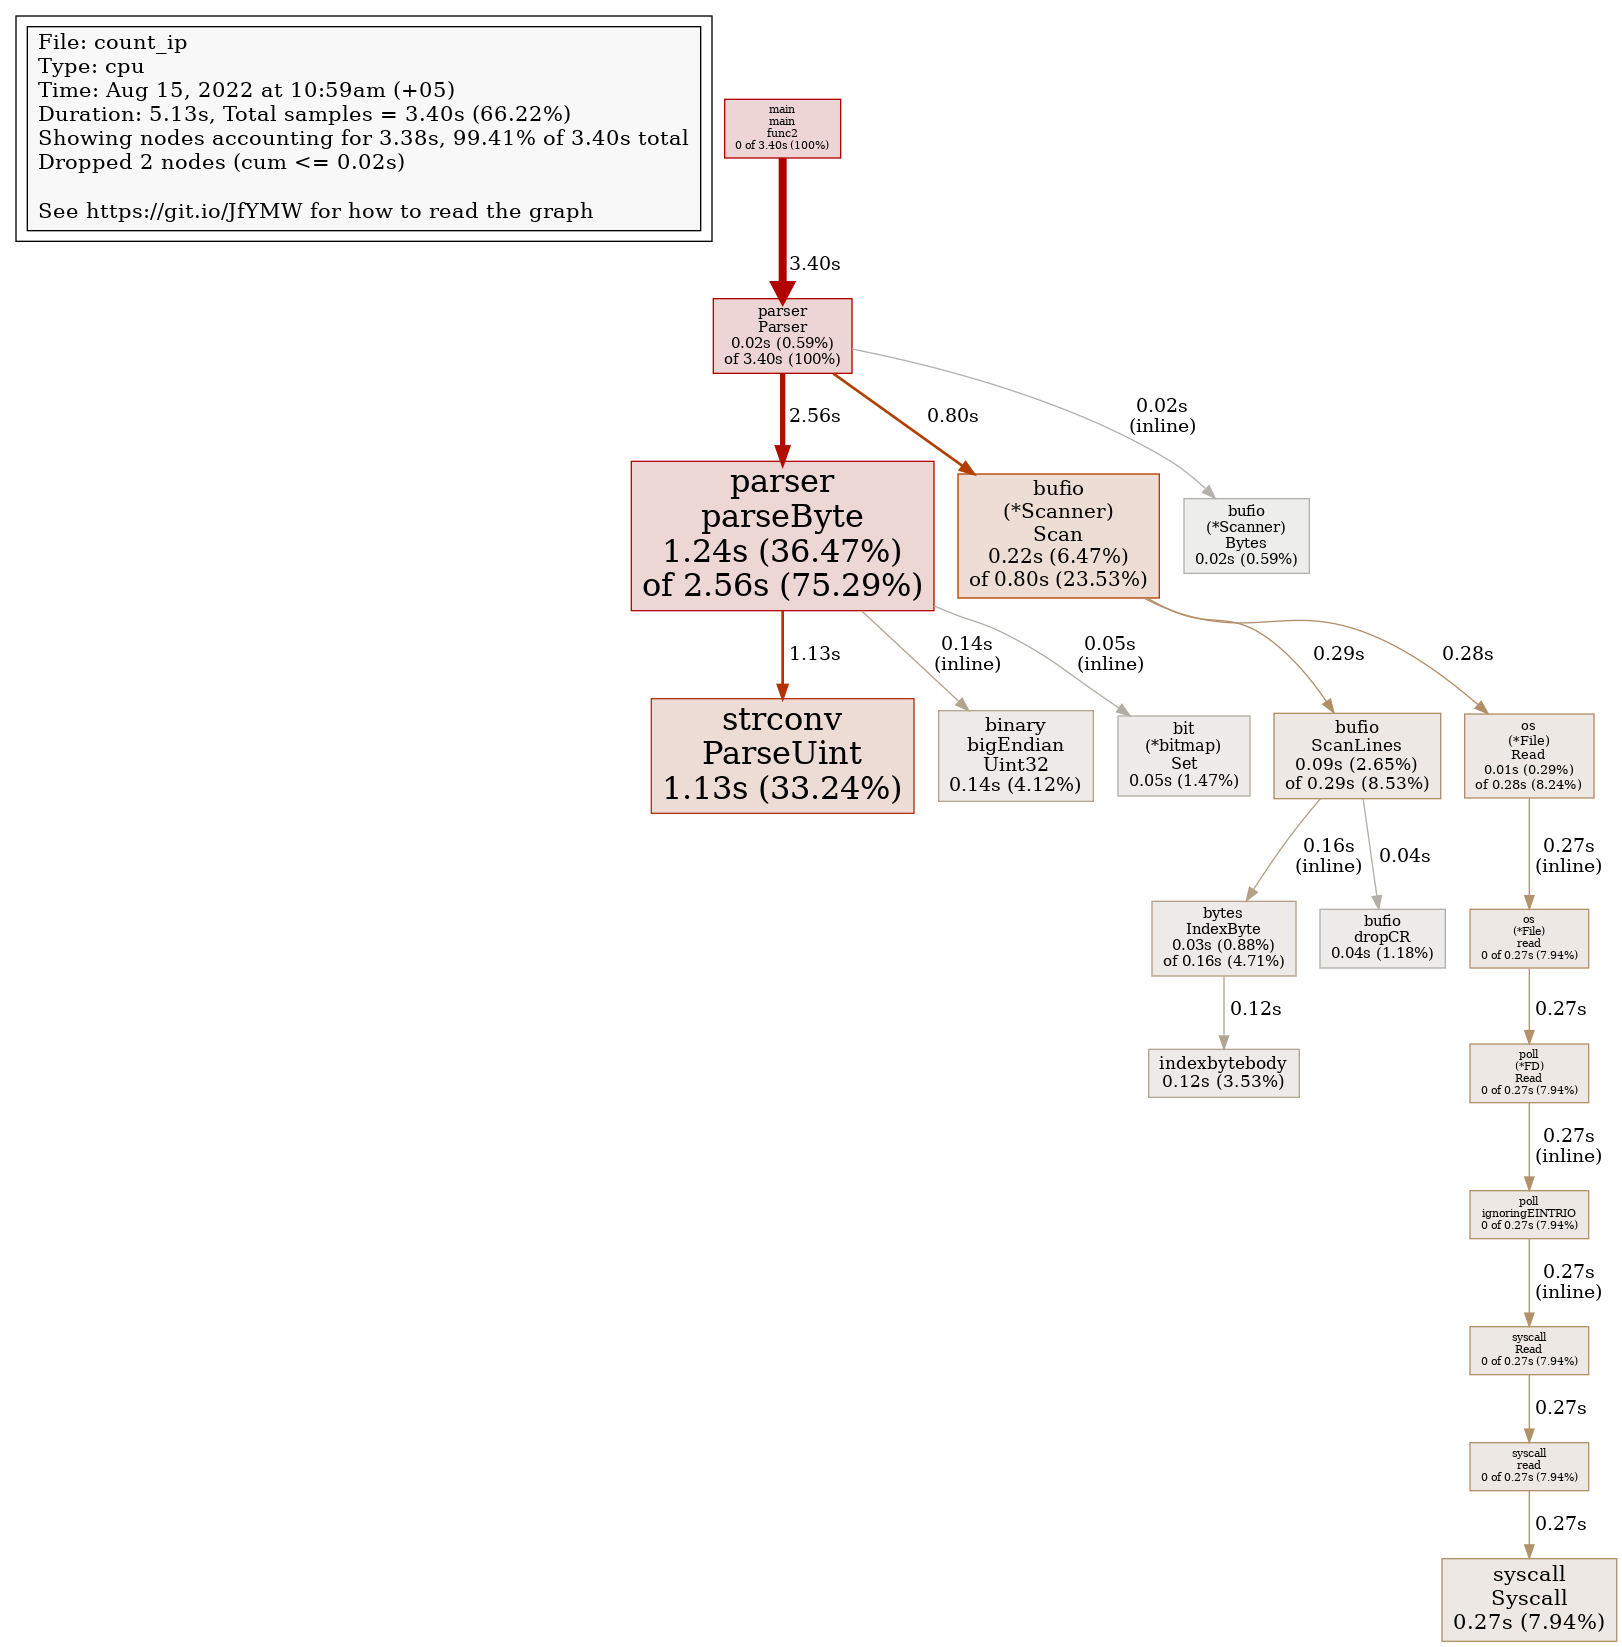 File: count_ip
Type: cpu
Time: Aug 15, 2022 at 10:59am (+05)
Duration: 5.13s, Total samples = 3.40s (66.22%)
Showing nodes accounting for 3.38s, 99.41% of 3.40s total
Dropped 2 nodes (cum <= 0.02s)
See https://git.io/JfYMW for how to read the graph
main
main
func2
0 of 3.40s (100%)
3.40s
parser
Parser
0.02s (0.59%)
of 3.40s (100%)
2.56s
0.80s
0.02s
(inline)
parser
parseByte
1.24s (36.47%)
of 2.56s (75.29%)
bufio
(*Scanner)
Scan
0.22s (6.47%)
of 0.80s (23.53%)
bufio
(*Scanner)
Bytes
0.02s (0.59%)
1.13s
0.14s
(inline)
0.05s
(inline)
0.29s
0.28s
strconv
ParseUint
1.13s (33.24%)
binary
bigEndian
Uint32
0.14s (4.12%)
bit
(*bitmap)
Set
0.05s (1.47%)
bufio
ScanLines
0.09s (2.65%)
of 0.29s (8.53%)
os
(*File)
Read
0.01s (0.29%)
of 0.28s (8.24%)
0.16s
(inline)
0.04s
0.27s
(inline)
bytes
IndexByte
0.03s (0.88%)
of 0.16s (4.71%)
bufio
dropCR
0.04s (1.18%)
os
(*File)
read
0 of 0.27s (7.94%)
0.12s
0.27s
indexbytebody
0.12s (3.53%)
poll
(*FD)
Read
0 of 0.27s (7.94%)
0.27s
(inline)
poll
ignoringEINTRIO
0 of 0.27s (7.94%)
0.27s
(inline)
syscall
Read
0 of 0.27s (7.94%)
0.27s
syscall
read
0 of 0.27s (7.94%)
0.27s
syscall
Syscall
0.27s (7.94%)